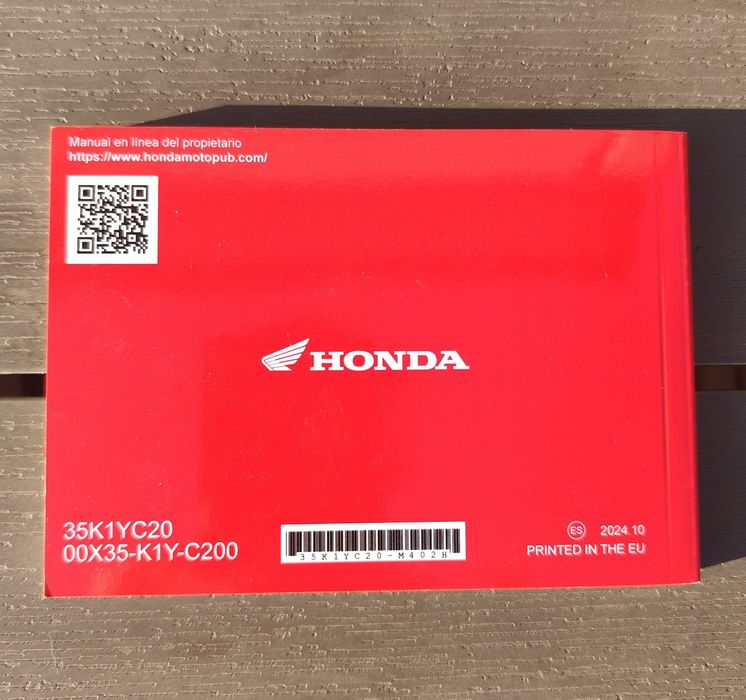 Manual en línea del propietario
https://www.hondamotopub.com/
HONDA
35K1YC20
00X35-K1Y-C200
35K1YC20-M402H
ES 2024.10
PRINTED IN THE EU